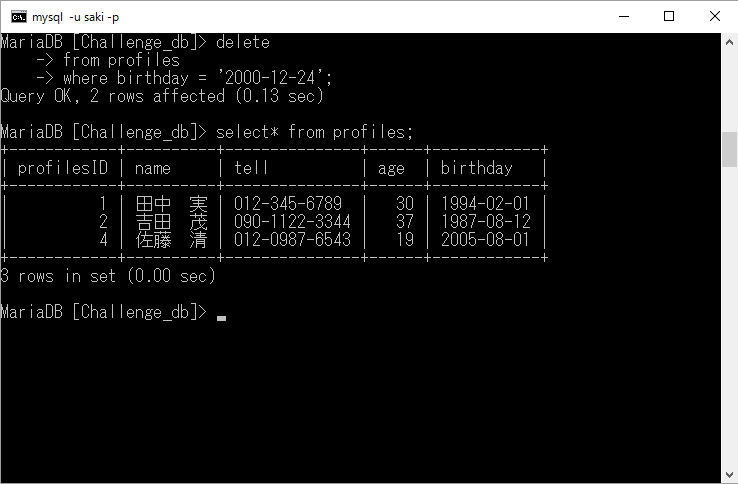 mysql -u saki -p
MariaDB [Challenge_db]> delete
    -> from profiles
    -> where birthday = '2000-12-24';
Query OK, 2 rows affected (0.13 sec)
MariaDB [Challenge_db]> select* from profiles;
+------------+----------+---------------+------+------------+
| profilesID | name     | tell          | age  | birthday   |
+------------+----------+---------------+------+------------+
|          1 | 田中　実 | 012-345-6789  |   30 | 1994-02-01 |
|          2 | 吉田　茂 | 090-1122-3344 |   37 | 1987-08-12 |
|          4 | 佐藤　清 | 012-0987-6543 |   19 | 2005-08-01 |
+------------+----------+---------------+------+------------+
3 rows in set (0.00 sec)
MariaDB [Challenge_db]>